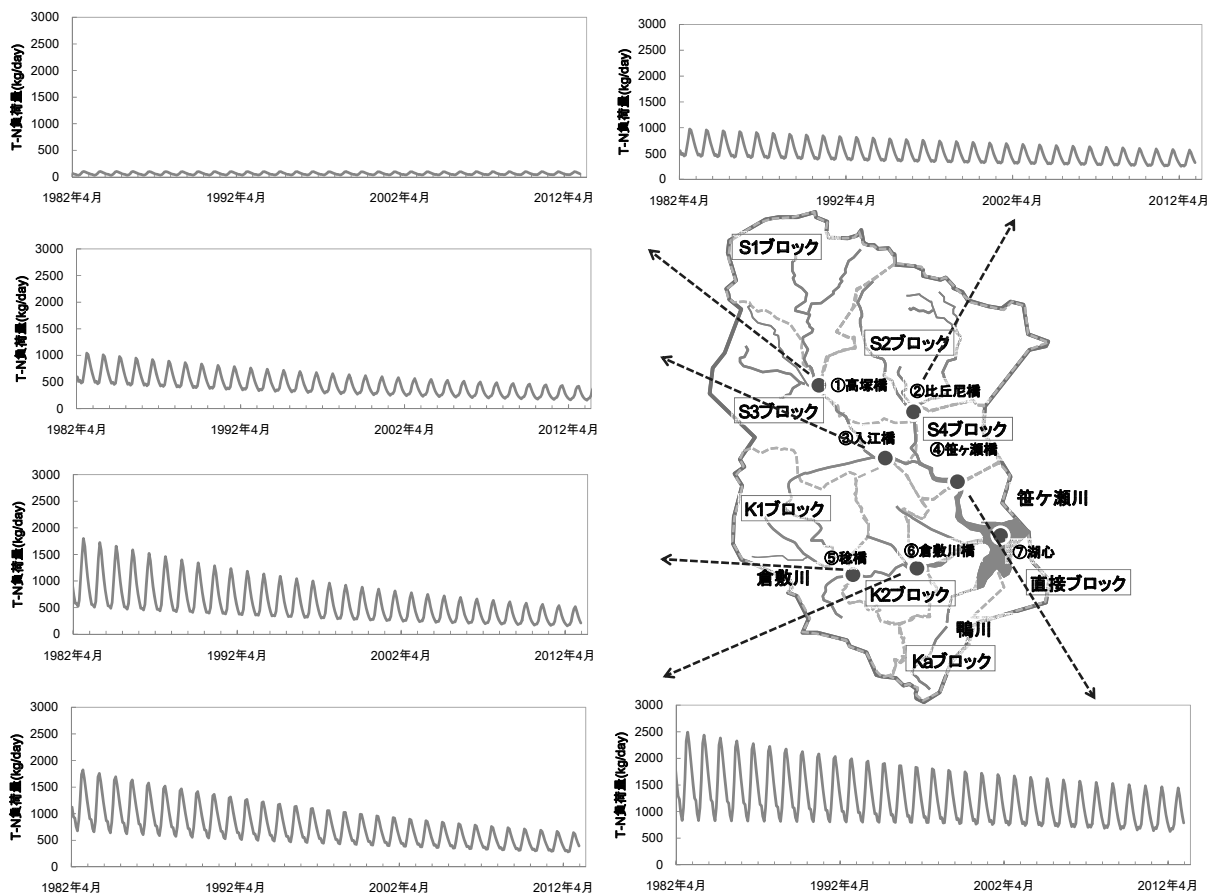 T-N負荷量(kg/day)
3000
2500
2000
1500
1000
500
0
1982年4月 1992年4月 2002年4月 2012年4月
T-N負荷量(kg/day)
3000
2500
2000
1500
1000
500
0
1982年4月 1992年4月 2002年4月 2012年4月
T-N負荷量(kg/day)
3000
2500
2000
1500
1000
500
0
1982年4月 1992年4月 2002年4月 2012年4月
T-N負荷量(kg/day)
3000
2500
2000
1500
1000
500
0
1982年4月 1992年4月 2002年4月 2012年4月
T-N負荷量(kg/day)
3000
2500
2000
1500
1000
500
0
1982年4月 1992年4月 2002年4月 2012年4月
S1ブロック
S2ブロック
①高塚橋
②比丘尼橋
S3ブロック
S4ブロック
③入江橋
④笹ヶ瀬橋
笹ケ瀬川
K1ブロック
⑤稔橋
⑥倉敷川橋
⑦湖心
倉敷川
K2ブロック
直接ブロック
鴨川
Kaブロック
T-N負荷量(kg/day)
3000
2500
2000
1500
1000
500
0
1982年4月 1992年4月 2002年4月 2012年4月